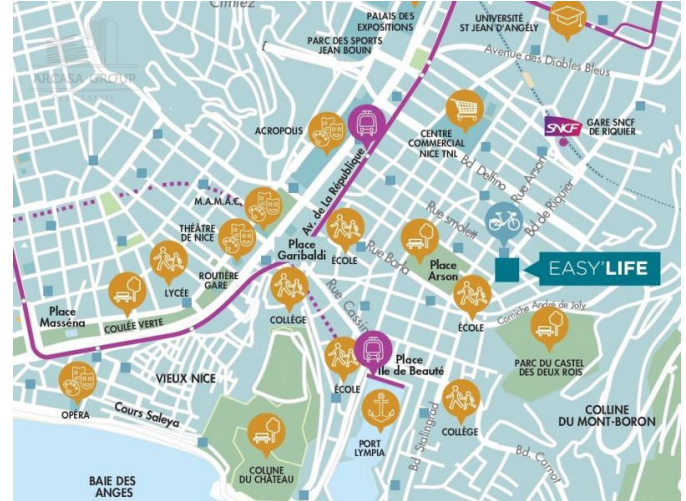 Cimiez
PALAIS DES
EXPOSITIONS
PARC DES SPORTS
JEAN BOUIN
UNIVERSITÉ
ST JEAN D'ANGÉLY
Avenue des Diables Bleus
ARCASA GROUP
ACROPOLIS
CENTRE
COMMERCIAL
NICE TNL
SNCF
GARE SNCF
DE RIQUIER
Bd. Delfino
Rue Arson
Bd de Riquier
Av. de La République
M.A.M.A.C.
THÉÂTRE
DE NICE
Place
Garibaldi
ÉCOLE
Rue Barla
Rue smolett
Place
Arson
EASY'LIFE
LYCÉE
ROUTIÈRE
GARE
Place
Masséna
COULÉE VERTE
COLLÈGE
Rue Cassini
ÉCOLE
Corniche André de Joly
PARC DU CASTEL
DES DEUX ROIS
VIEUX NICE
ÉCOLE
Place
Ile de Beauté
OPÉRA
Cours Saleya
PORT
LYMPIA
Bd Stalingrad
COLLÈGE
COLLINE
DU MONT-BORON
Bd. Carnot
COLLINE
DU CHÂTEAU
BAIE DES
ANGES